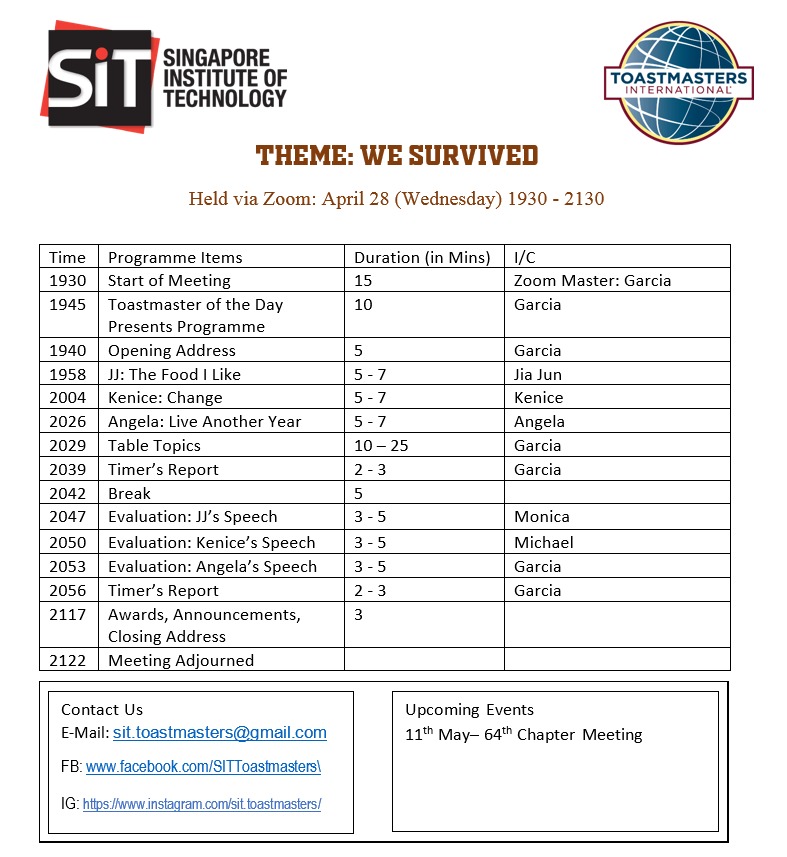 SiT SINGAPORE
INSTITUTE OF
TECHNOLOGY
TOASTMASTERS
INTERNATIONAL
THEME: WE SURVIVED
Held via Zoom: April 28 (Wednesday) 1930 - 2130
Time Programme Items Duration (in Mins) I/C
1930 Start of Meeting 15 Zoom Master: Garcia
1945 Toastmaster of the Day 10 Garcia
Presents Programme
1940 Opening Address 5 Garcia
1958 JJ: The Food I Like 5 - 7 Jia Jun
2004 Kenice: Change 5 - 7 Kenice
2026 Angela: Live Another Year 5 - 7 Angela
2029 Table Topics 10 – 25 Garcia
2039 Timer’s Report 2 - 3 Garcia
2042 Break 5
2047 Evaluation: JJ’s Speech 3 - 5 Monica
2050 Evaluation: Kenice’s Speech 3 - 5 Michael
2053 Evaluation: Angela’s Speech 3 - 5 Garcia
2056 Timer’s Report 2 - 3 Garcia
2117 Awards, Announcements, 3
Closing Address
2122 Meeting Adjourned
Contact Us
E-Mail: sit.toastmasters@gmail.com
FB: www.facebook.com/SITToastmasters\
IG: https://www.instagram.com/sit.toastmasters/
Upcoming Events
11th May– 64th Chapter Meeting